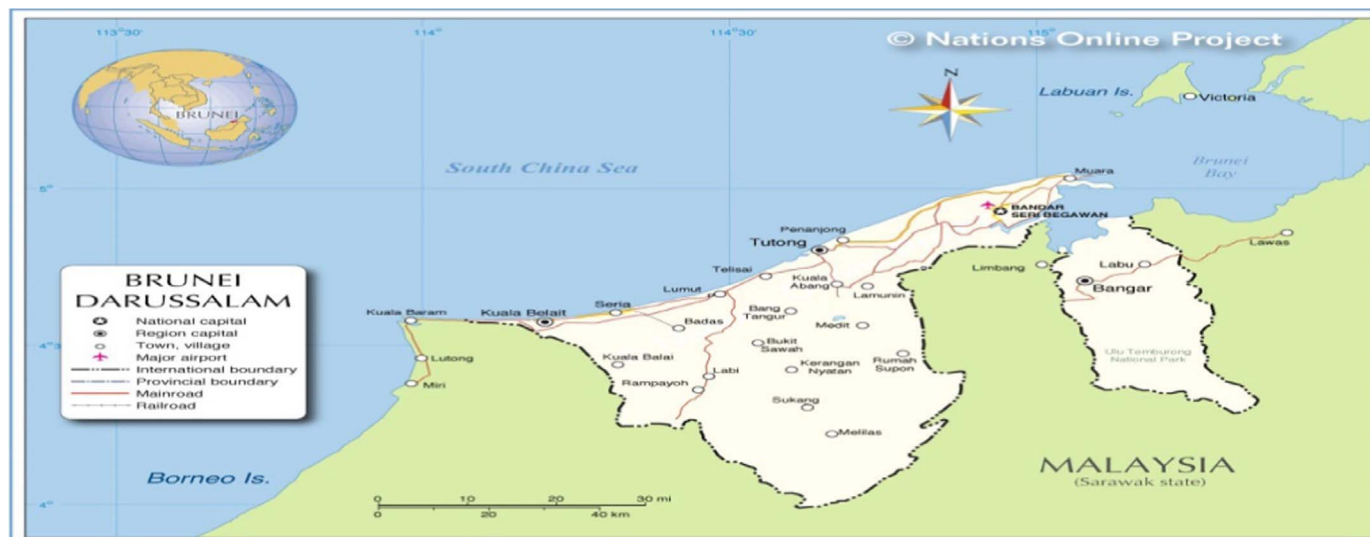 113°30'
114°
114°30'
115°
© Nations Online Project
N
Labuan Is.
Victoria
BRUNEI
South China Sea
Brunei
Bay
5°
Muara
BANDAR
SERI BEGAWAN
Penanjong
Tutong
Lawas
Limbang
Labu
Telisai
Kuala
Abang
Lamunin
Bangar
BRUNEI
DARUSSALAM
National capital
Region capital
Town, village
Major airport
International boundary
Provincial boundary
Mainroad
Railroad
Lumut
Seria
Kuala Belait
Kuala Baram
Bang
Tangur
Badas
Medit
4°30'
Bukit
Sawah
Kuala Balai
Lutong
Labi
Kerangan
Nyatan
Rumah
Supon
Ulu Temburong
National Park
Miri
Rampayoh
Sukang
Melilas
MALAYSIA
(Sarawak state)
Borneo Is.
4°
0 10 20 30 mi
0 20 40 km